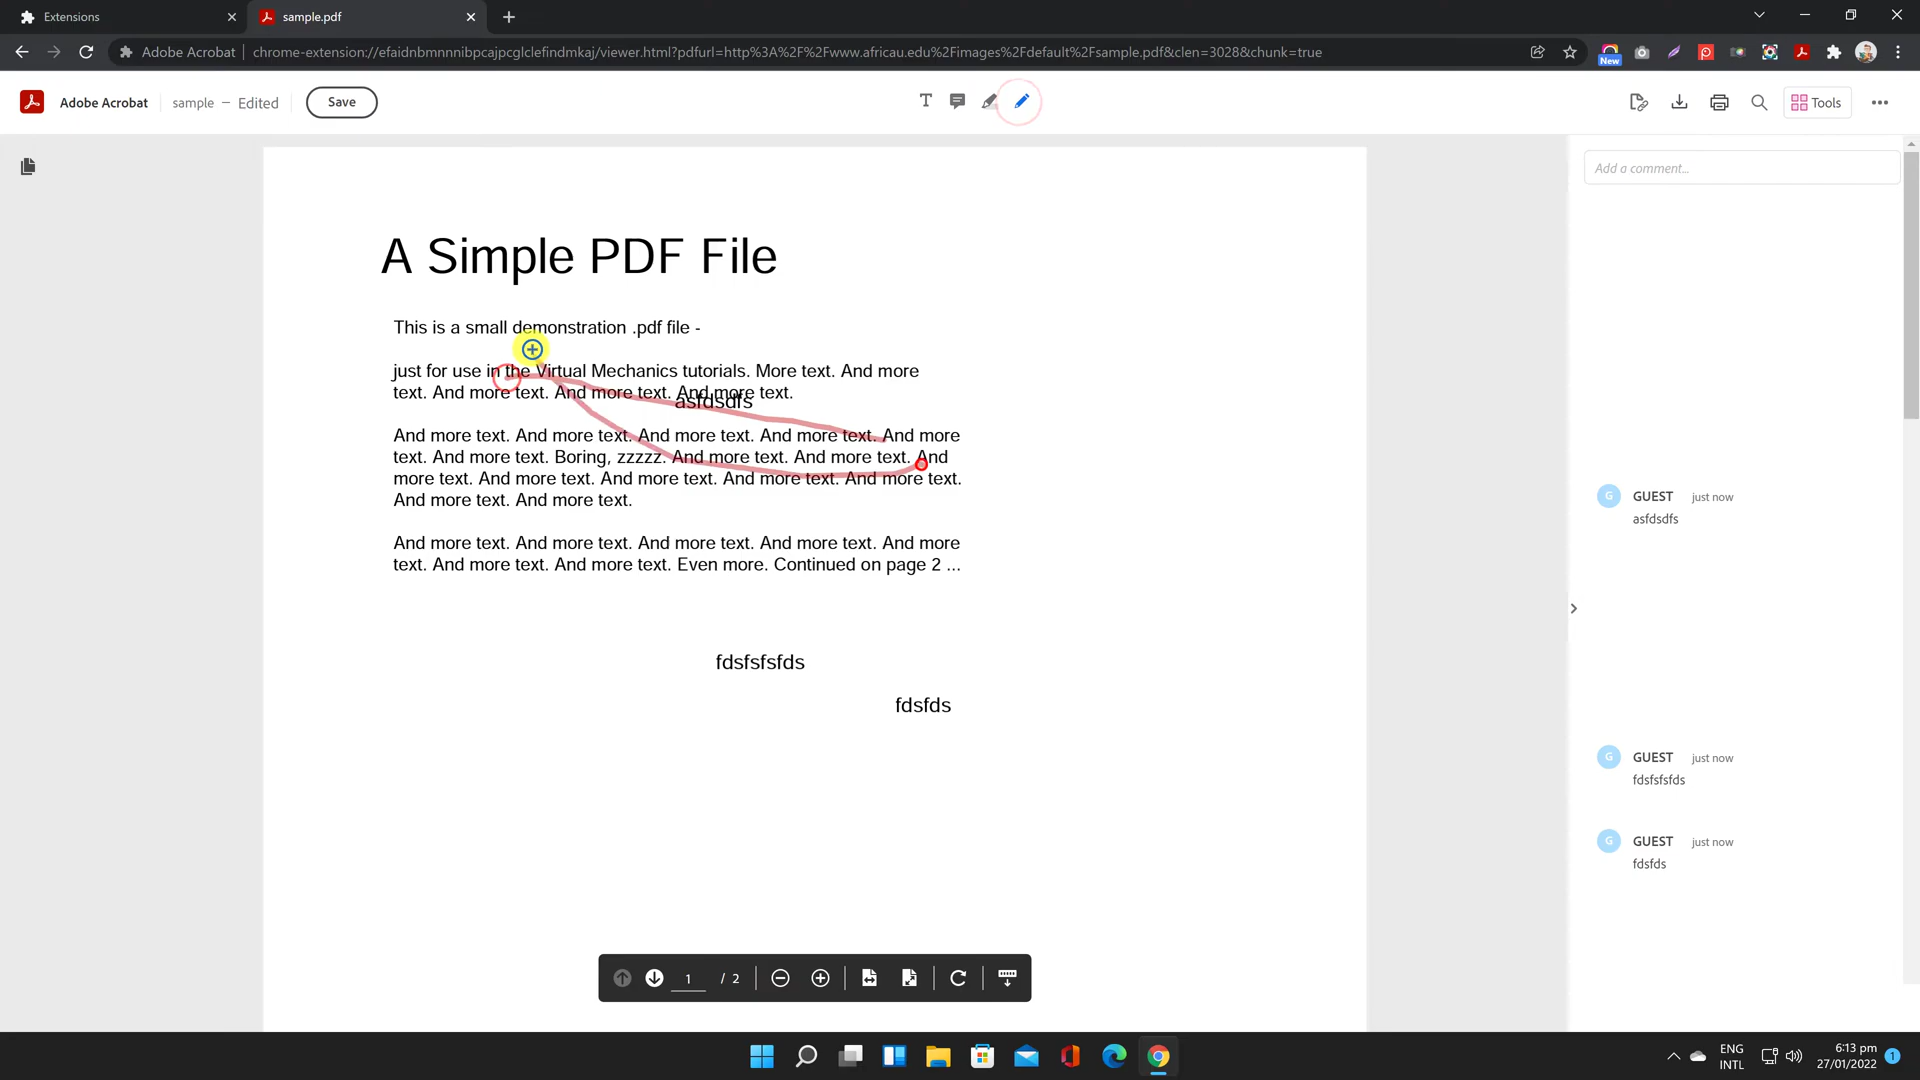 Extensions
sample.pdf
Adobe Acrobat
chrome-extension://efaidnbmnnnibpcajpcglclefindmkaj/viewer.html?pdfurl=http%3A%2F%2Fwww.africau.edu%2Fimages%2Fdefault%2Fsample.pdf&clen=3028&chunk=true
New
Adobe Acrobat
sample – Edited
Save
T
Tools
Add a comment...
A Simple PDF File
This is a small demonstration .pdf file -
just for use in the Virtual Mechanics tutorials. More text. And more
text. And more text. And more text. And more text.
asfdsdfs
And more text. And more text. And more text. And more text. And more
text. And more text. Boring, zzzzz. And more text. And more text. And
more text. And more text. And more text. And more text. And more text.
And more text. And more text.
And more text. And more text. And more text. And more text. And more
text. And more text. And more text. Even more. Continued on page 2 ...
fdsfsfsfds
fdsfds
G GUEST just now
asfdsdfs
G GUEST just now
fdsfsfsfds
G GUEST just now
fdsfds
1 / 2
ENG
INTL
6:13 pm
27/01/2022
1